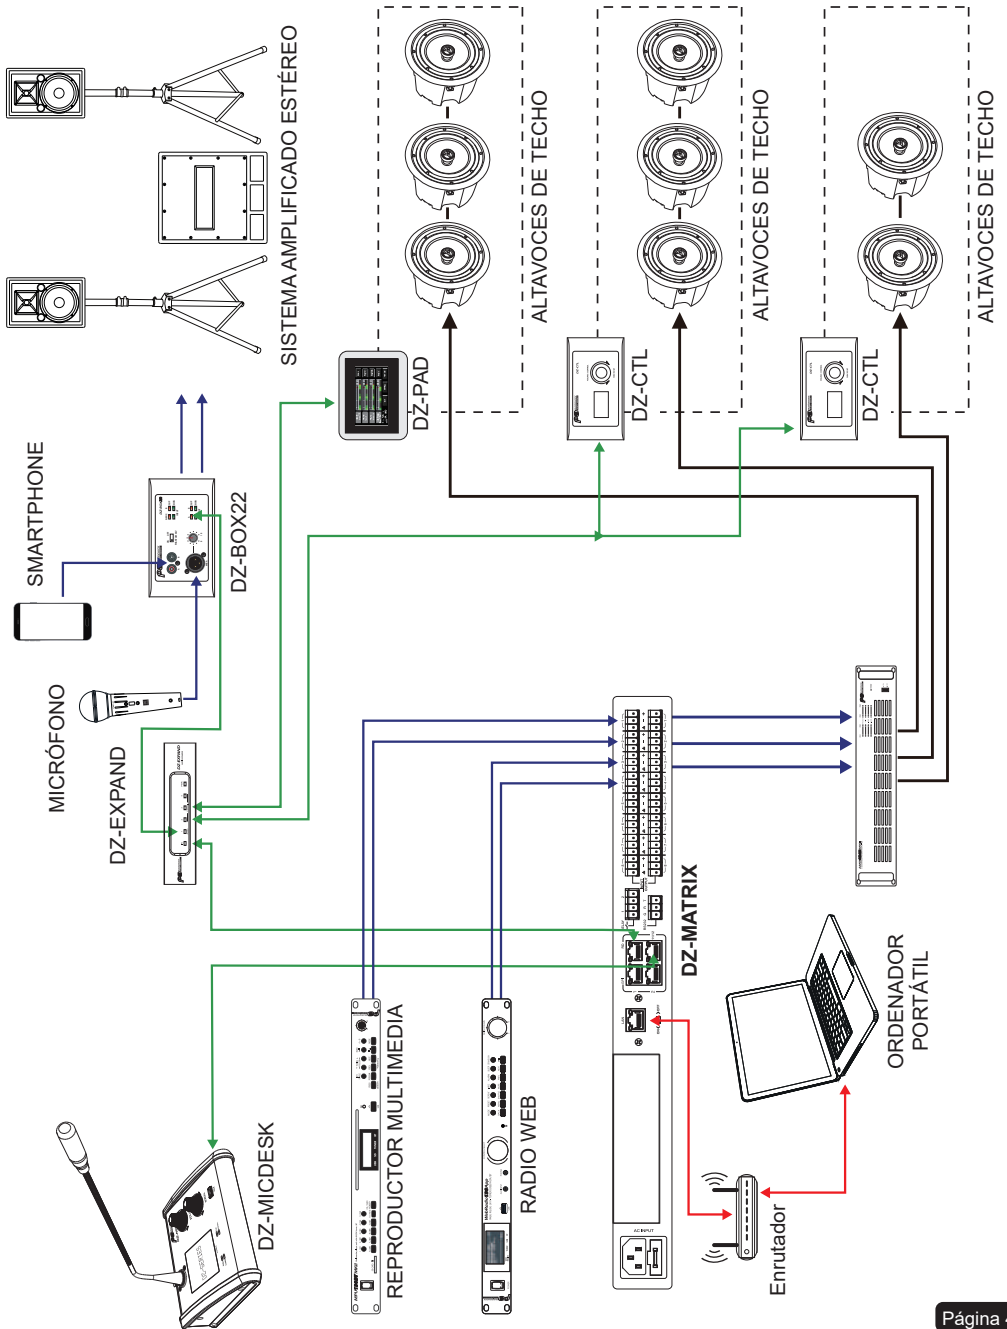 SISTEMA AMPLIFICADO ESTÉREO
ALTAVOCES DE TECHO
ALTAVOCES DE TECHO
ALTAVOCES DE TECHO
DZ-PAD
DZ-CTL
DZ-CTL
SMARTPHONE
DZ-BOX22
MICRÓFONO
DZ-EXPAND
DZ-MATRIX
DZ-MICDESK
REPRODUCTOR MULTIMEDIA
RADIO WEB
AC INPUT
Enrutador
ORDENADOR
PORTÁTIL
Página